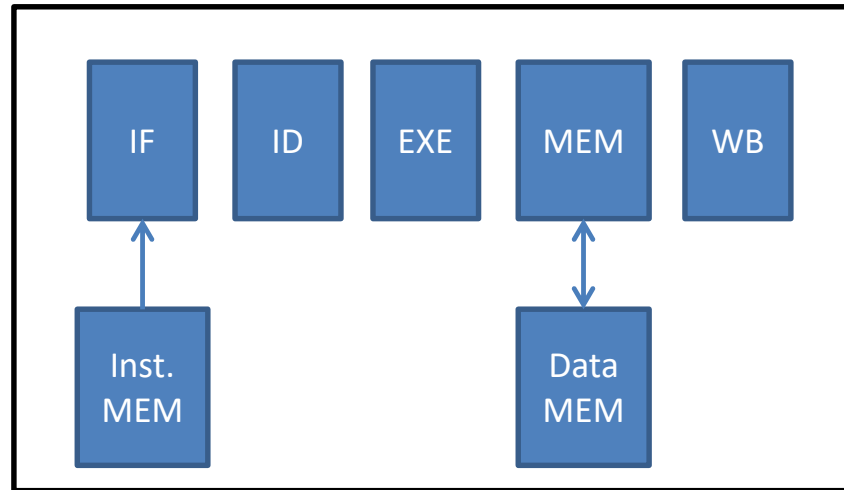 IF
ID
EXE
MEM
WB
Inst.
MEM
Data
MEM